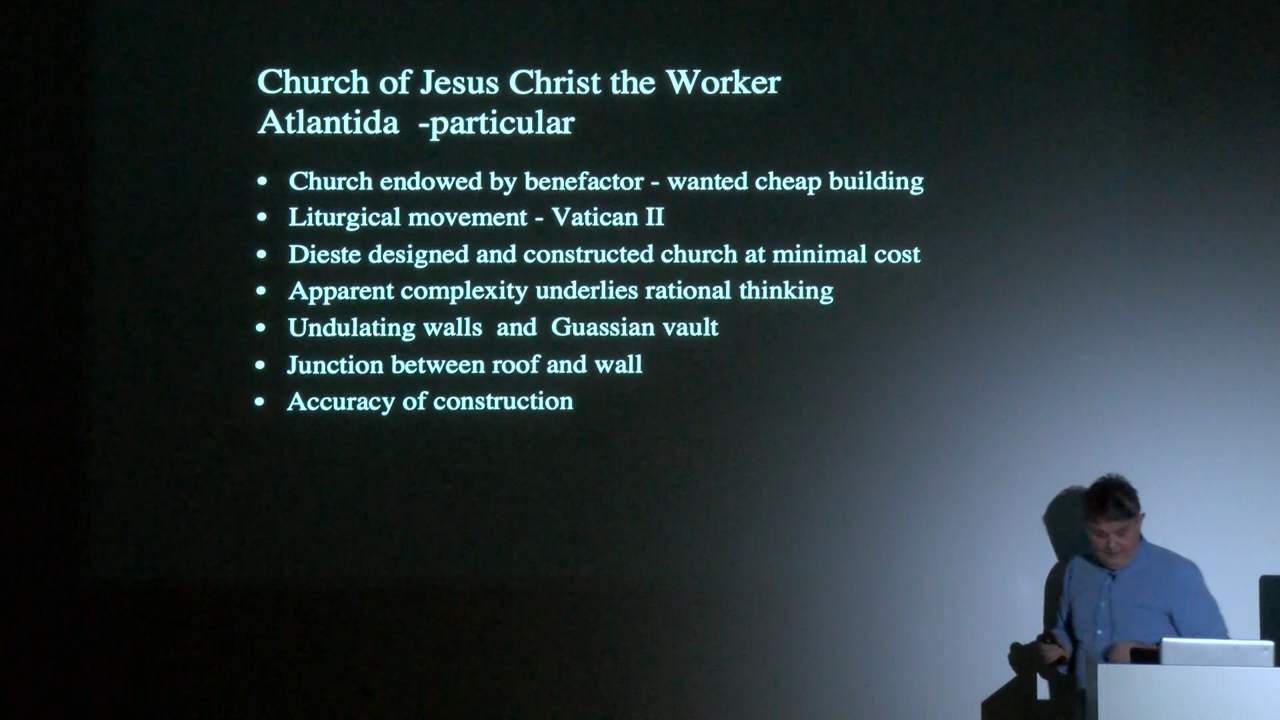 Church of Jesus Christ the Worker
Atlantida -particular
• Church endowed by benefactor - wanted cheap building
• Liturgical movement - Vatican II
• Dieste designed and constructed church at minimal cost
• Apparent complexity underlies rational thinking
• Undulating walls and Guassian vault
• Junction between roof and wall
• Accuracy of construction